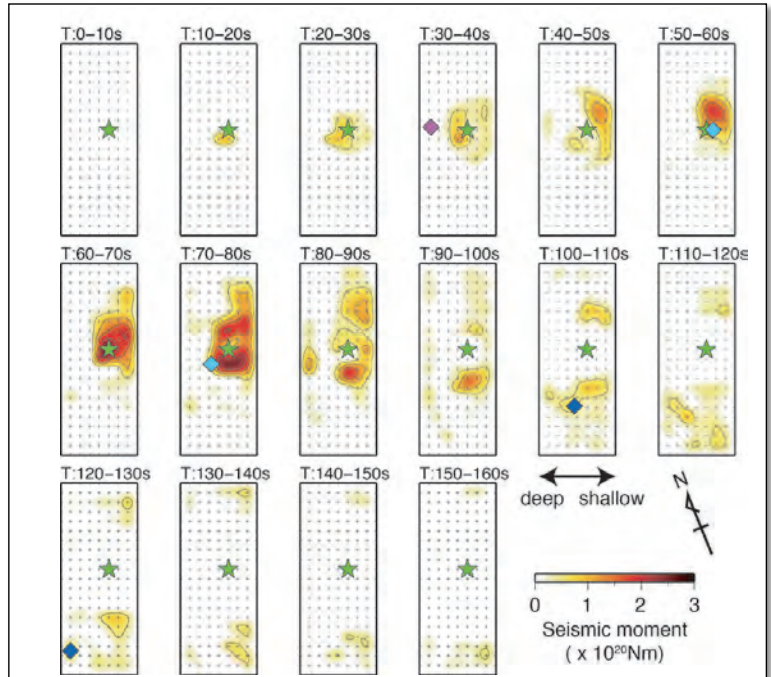 T:0-10s T:10-20s T:20-30s T:30-40s T:40-50s T:50-60s
T:60-70s T:70-80s T:80-90s T:90-100s T:100-110s T:110-120s
T:120-130s T:130-140s T:140-150s T:150-160s
deep shallow
N
0 1 2 3
Seismic moment
( x 10²⁰Nm)